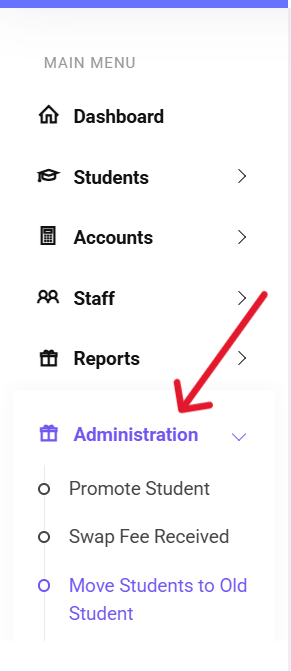 MAIN MENU
Dashboard
Students
Accounts
Staff
Reports
Administration
Promote Student
Swap Fee Received
Move Students to Old
Student